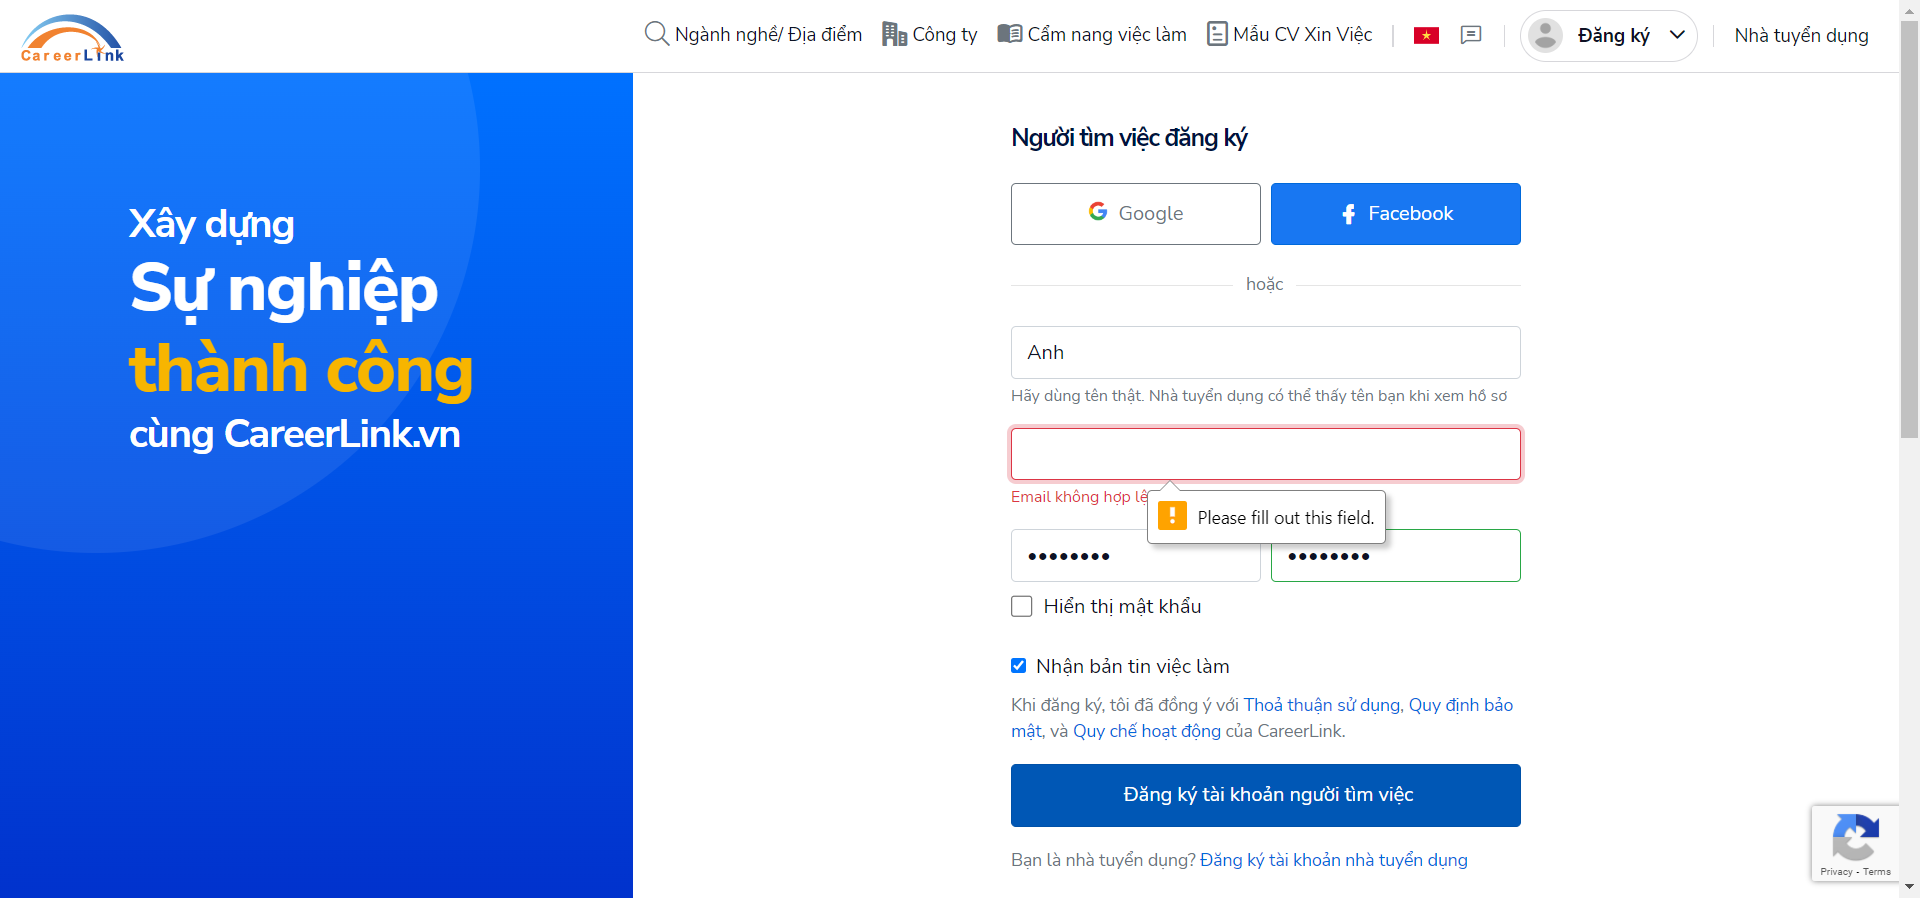 CareerLink
Ngành nghề/ Địa điểm
Công ty
Cẩm nang việc làm
Mẫu CV Xin Việc
Đăng ký
Nhà tuyển dụng
Xây dựng
Sự nghiệp
thành công
cùng CareerLink.vn
Người tìm việc đăng ký
Google
Facebook
hoặc
Anh
Hãy dùng tên thật. Nhà tuyển dụng có thể thấy tên bạn khi xem hồ sơ
Email không hợp lệ
Please fill out this field.
Hiển thị mật khẩu
Nhận bản tin việc làm
Khi đăng ký, tôi đã đồng ý với Thoả thuận sử dụng, Quy định bảo
mật, và Quy chế hoạt động của CareerLink.
Đăng ký tài khoản người tìm việc
Bạn là nhà tuyển dụng? Đăng ký tài khoản nhà tuyển dụng
Privacy - Terms